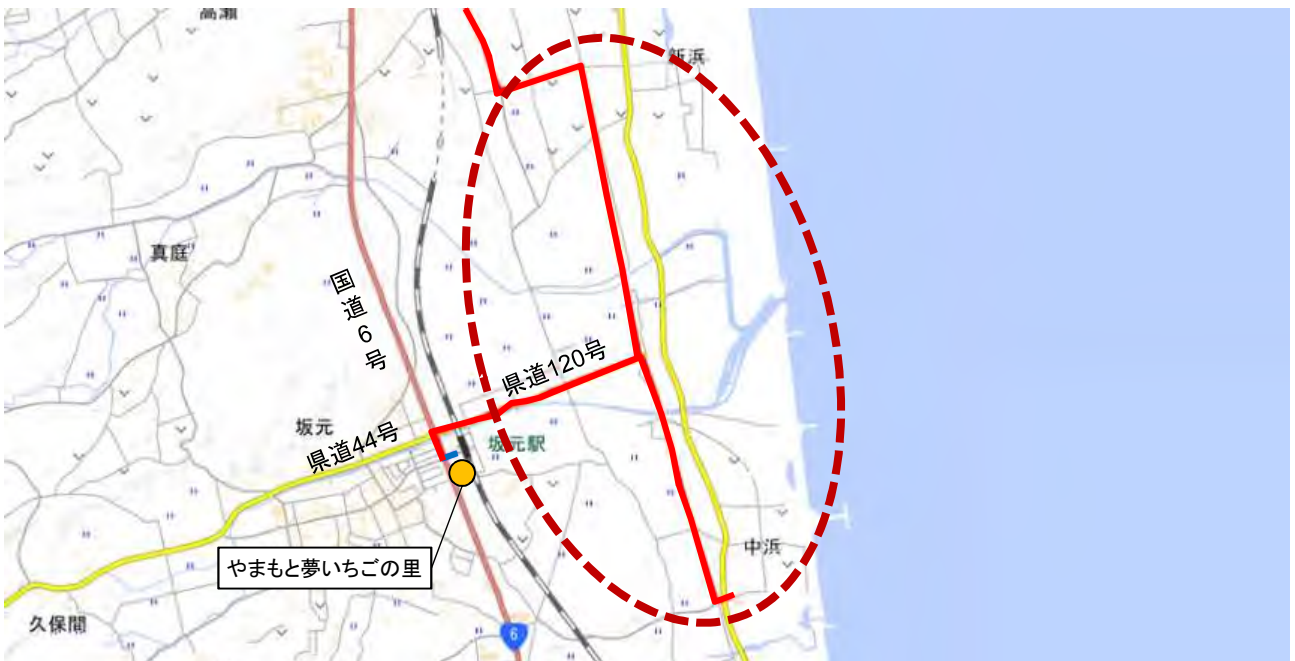 高瀬
新浜
真庭
国道6号
県道120号
坂元
県道44号
坂元駅
やまもと夢いちごの里
中浜
久保間
6